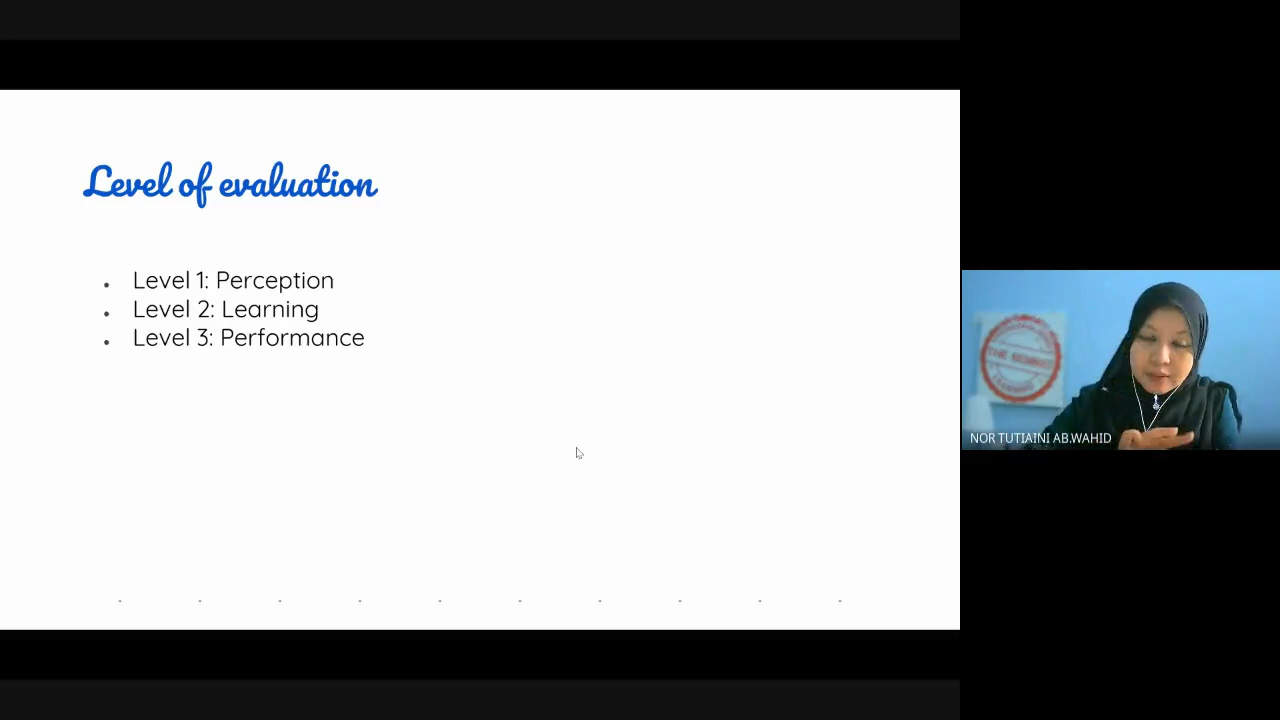 Level of evaluation
Level 1: Perception
Level 2: Learning
Level 3: Performance
NOR TUTIAINI AB.WAHID